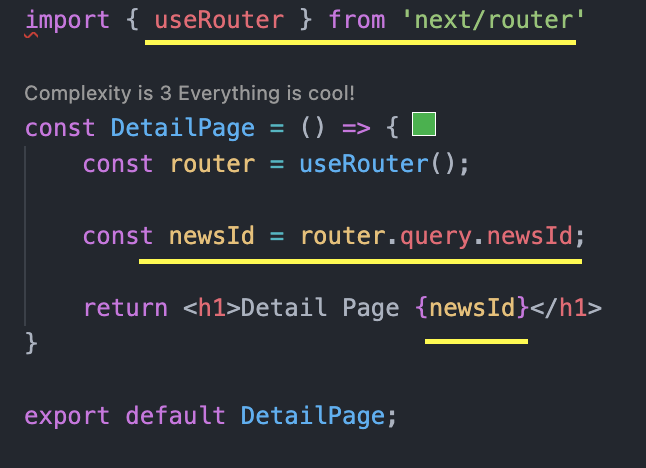 import { useRouter } from 'next/router'
Complexity is 3 Everything is cool!
const DetailPage = () => {
const router = useRouter();
const newsId = router.query.newsId;
return <h1>Detail Page {newsId}</h1>
}
export default DetailPage;